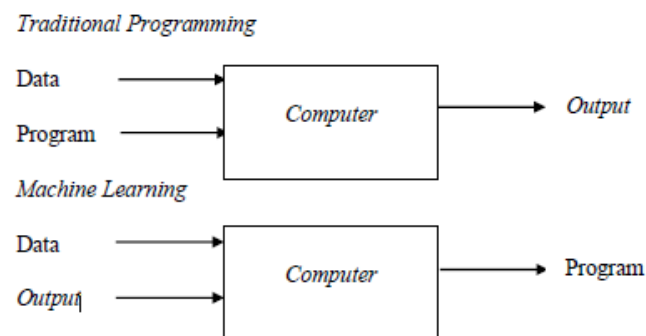 Traditional Programming
Data
Program
Computer
Output
Machine Learning
Data
Output
Computer
Program